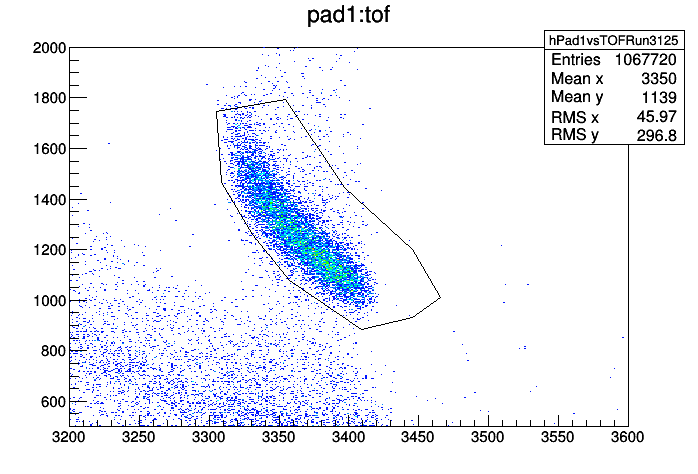 pad1:tof
hPad1vsTOFRun3125
Entries 1067720
Mean x 3350
Mean y 1139
RMS x 45.97
RMS y 296.8
2000
1800
1600
1400
1200
1000
800
600
3200 3250 3300 3350 3400 3450 3500 3550 3600